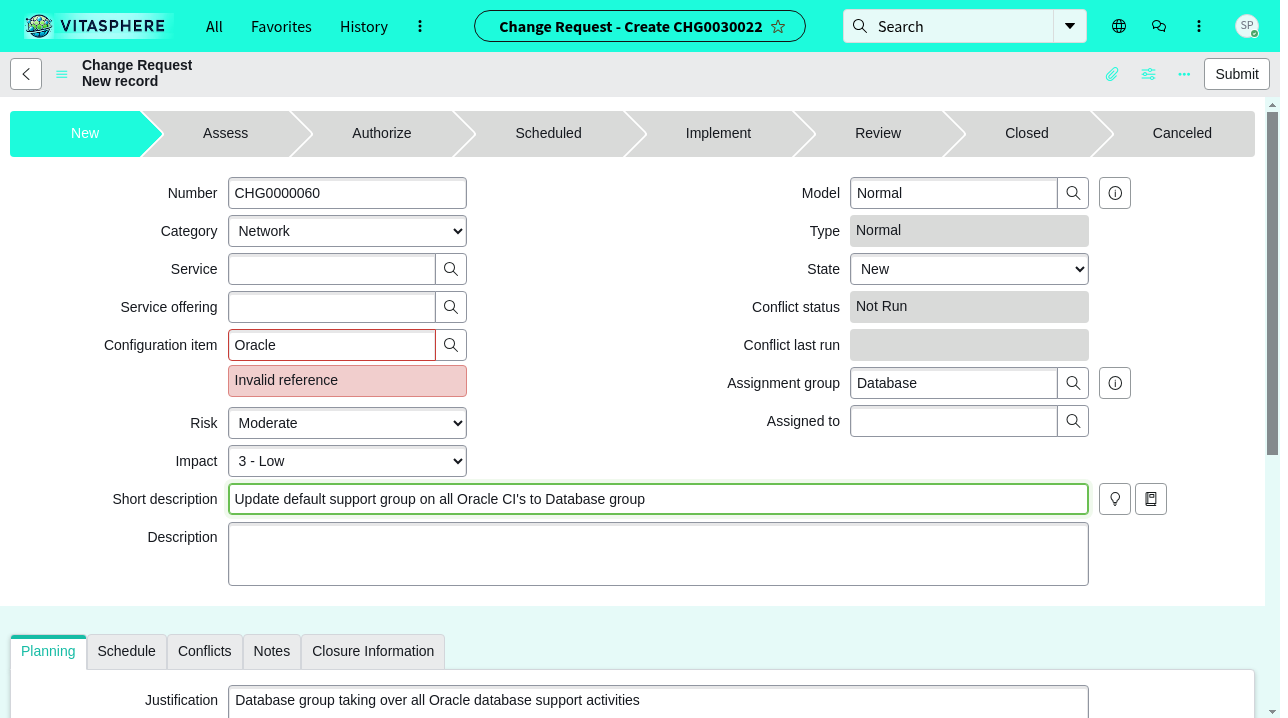 VITASPHERE
All
Favorites
History
Change Request - Create CHG0030022
Search
SP
Change Request
New record
Submit
New
Assess
Authorize
Scheduled
Implement
Review
Closed
Canceled
Number
CHG0000060
Model
Normal
Category
Network
Type
Normal
Service
State
New
Service offering
Conflict status
Not Run
Configuration item
Oracle
Conflict last run
Invalid reference
Assignment group
Database
Risk
Moderate
Assigned to
Impact
3 - Low
Short description
Update default support group on all Oracle CI's to Database group
Description
Planning
Schedule
Conflicts
Notes
Closure Information
Justification
Database group taking over all Oracle database support activities